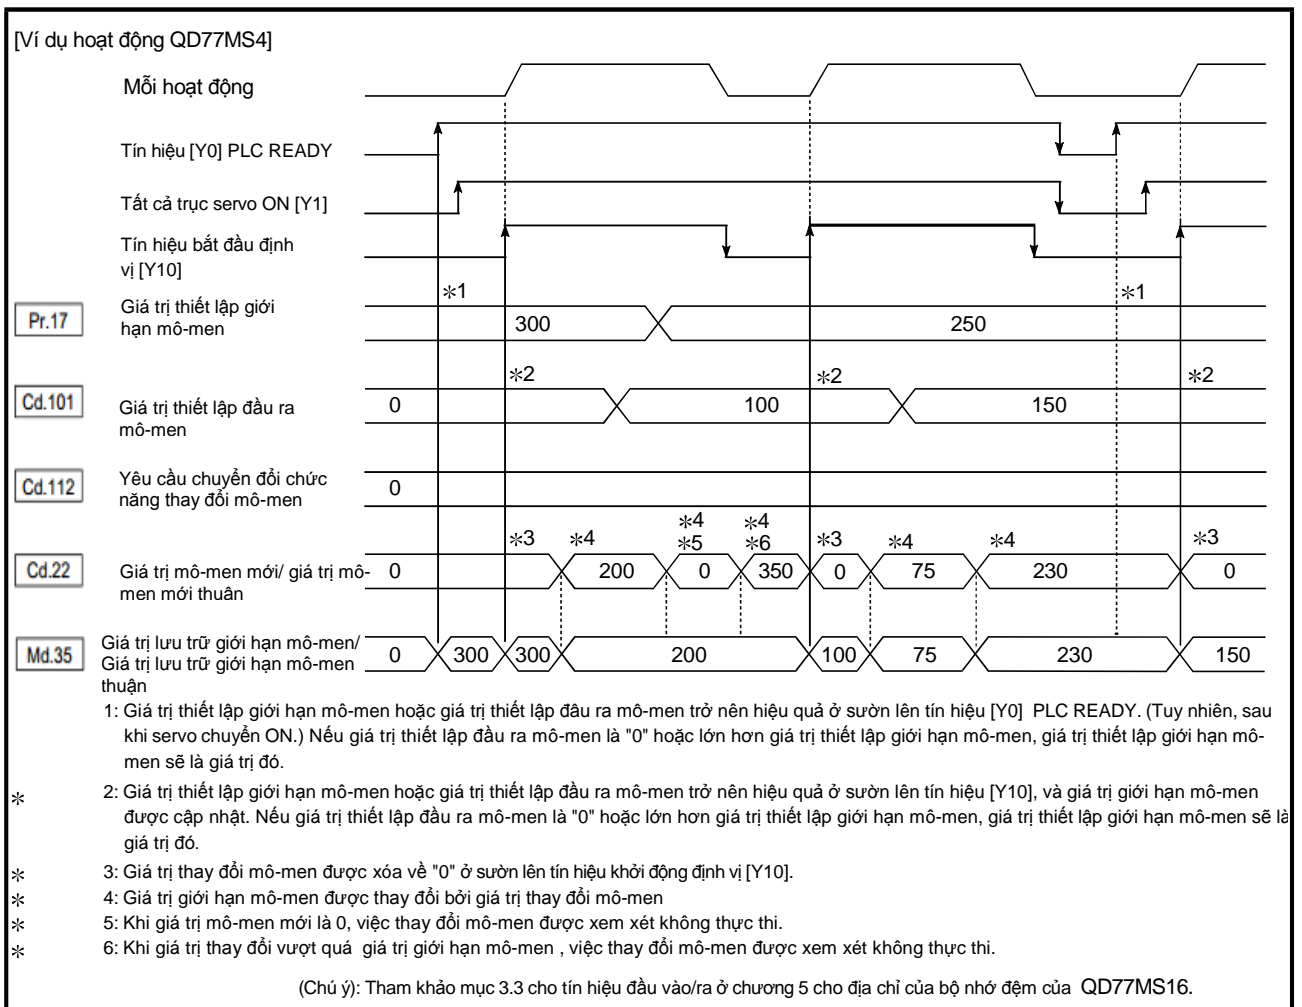 [Ví dụ hoạt động QD77MS4]
Mỗi hoạt động
Tín hiệu [Y0] PLC READY
Tất cả trục servo ON [Y1]
Tín hiệu bắt đầu định
vị [Y10]
*1 *1
Pr.17 Giá trị thiết lập giới
hạn mô-men 300 250
*2 *2 *2
Cd.101 Giá trị thiết lập đầu ra
mô-men 0 100 150
Cd.112 Yêu cầu chuyển đổi chức
năng thay đổi mô-men 0
*4 *4
*3 *4 *5 *6 *3 *4 *4 *3
Cd.22 Giá trị mô-men mới/ giá trị mô-
men mới thuân 0 200 0 350 0 75 230 0
Md.35 Giá trị lưu trữ giới hạn mô-men/
Giá trị lưu trữ giới hạn mô-men
thuận 0 300 300 200 100 75 230 150
1: Giá trị thiết lập giới hạn mô-men hoặc giá trị thiết lập đâu ra mô-men trở nên hiệu quả ở sườn lên tín hiệu [Y0] PLC READY. (Tuy nhiên, sau
khi servo chuyển ON.) Nếu giá trị thiết lập đầu ra mô-men là "0" hoặc lớn hơn giá trị thiết lập giới hạn mô-men, giá trị thiết lập giới hạn mô-
men sẽ là giá trị đó.
* 2: Giá trị thiết lập giới hạn mô-men hoặc giá trị thiết lập đầu ra mô-men trở nên hiệu quả ở sườn lên tín hiệu [Y10], và giá trị giới hạn mô-men
được cập nhật. Nếu giá trị thiết lập đầu ra mô-men là "0" hoặc lớn hơn giá trị thiết lập giới hạn mô-men, giá trị thiết lập giới hạn mô-men sẽ là
giá trị đó.
* 3: Giá trị thay đổi mô-men được xóa về "0" ở sườn lên tín hiệu khởi động định vị [Y10].
* 4: Giá trị giới hạn mô-men được thay đổi bởi giá trị thay đổi mô-men
* 5: Khi giá trị mô-men mới là 0, việc thay đổi mô-men được xem xét không thực thi.
* 6: Khi giá trị thay đổi vượt quá giá trị giới hạn mô-men , việc thay đổi mô-men được xem xét không thực thi.
(Chú ý): Tham khảo mục 3.3 cho tín hiệu đầu vào/ra ở chương 5 cho địa chỉ của bộ nhớ đệm của QD77MS16.